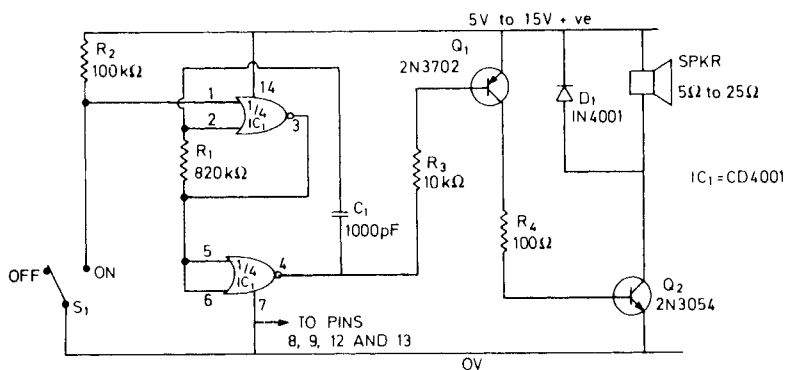 5V to 15V + ve
R2
100kΩ
Q1
2N3702
SPKR
5Ω to 25Ω
14
1
1/4
IC1
3
2
D1
IN4001
R1
820kΩ
R3
10kΩ
IC1 = CD4001
C1
1000pF
R4
100Ω
5
1/4
IC1
4
6
7
OFF
ON
S1
Q2
2N3054
TO PINS
8, 9, 12 AND 13
0V